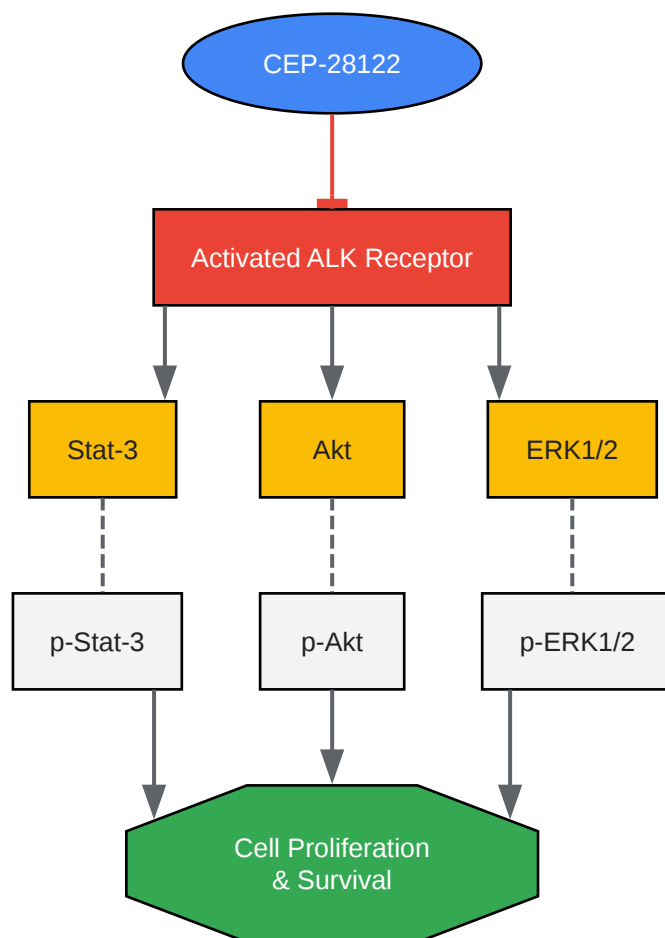 CEP-28122
Activated ALK Receptor
Stat-3
Akt
ERK1/2
p-Stat-3
p-Akt
p-ERK1/2
Cell Proliferation
& Survival